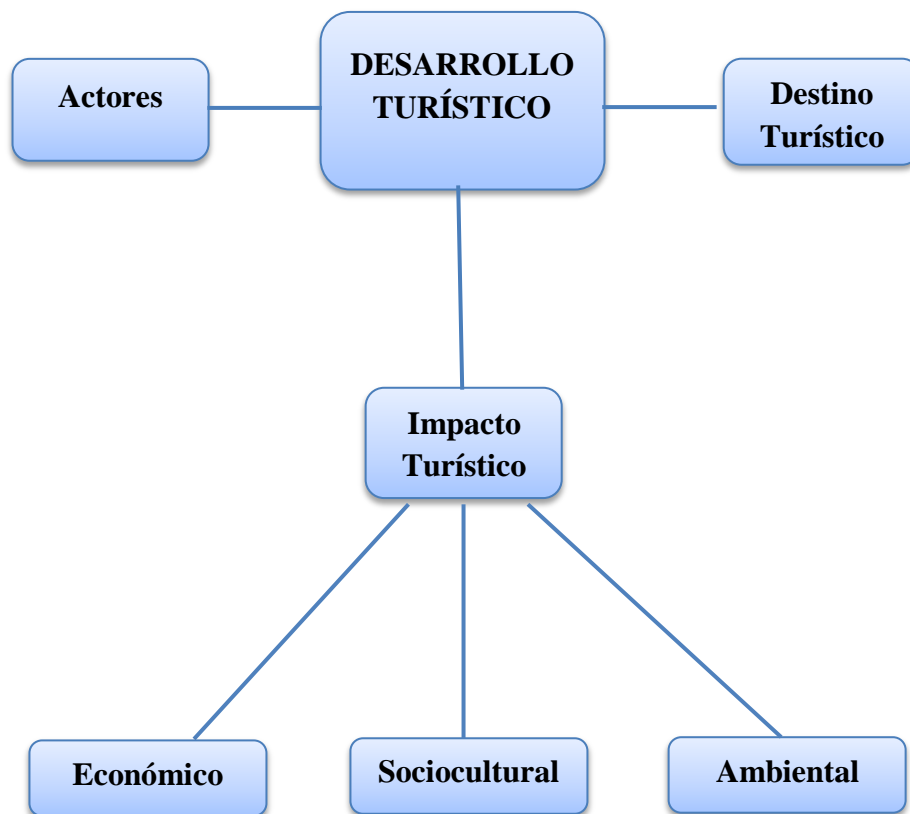 Actores
DESARROLLO
TURÍSTICO
Destino
Turístico
Impacto
Turístico
Económico
Sociocultural
Ambiental